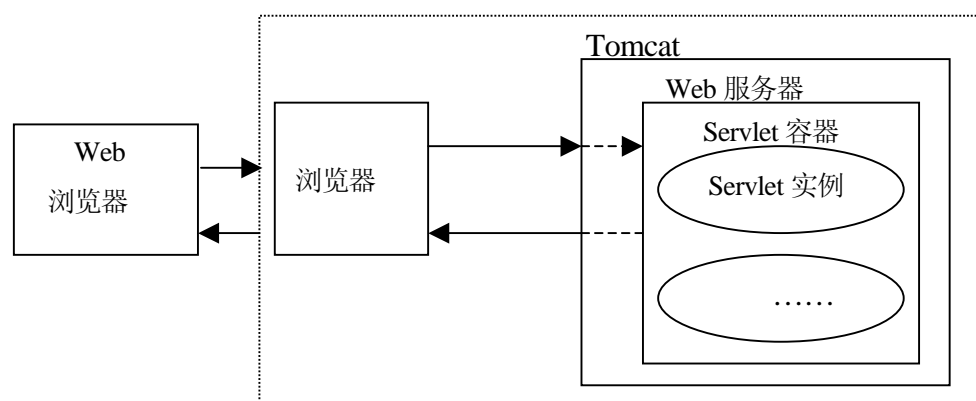 Tomcat
Web 服务器
Servlet 容器
Servlet 实例
……
Web
浏览器
浏览器